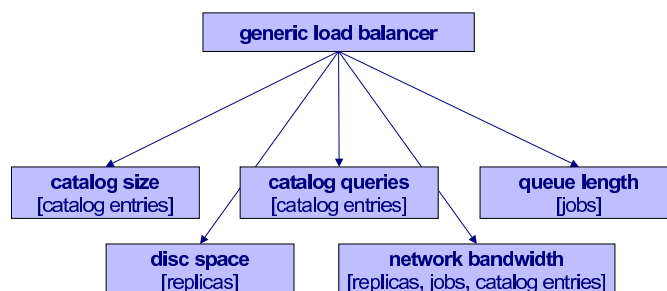 generic load balancer
catalog size
[catalog entries]
catalog queries
[catalog entries]
queue length
[jobs]
disc space
[replicas]
network bandwidth
[replicas, jobs, catalog entries]